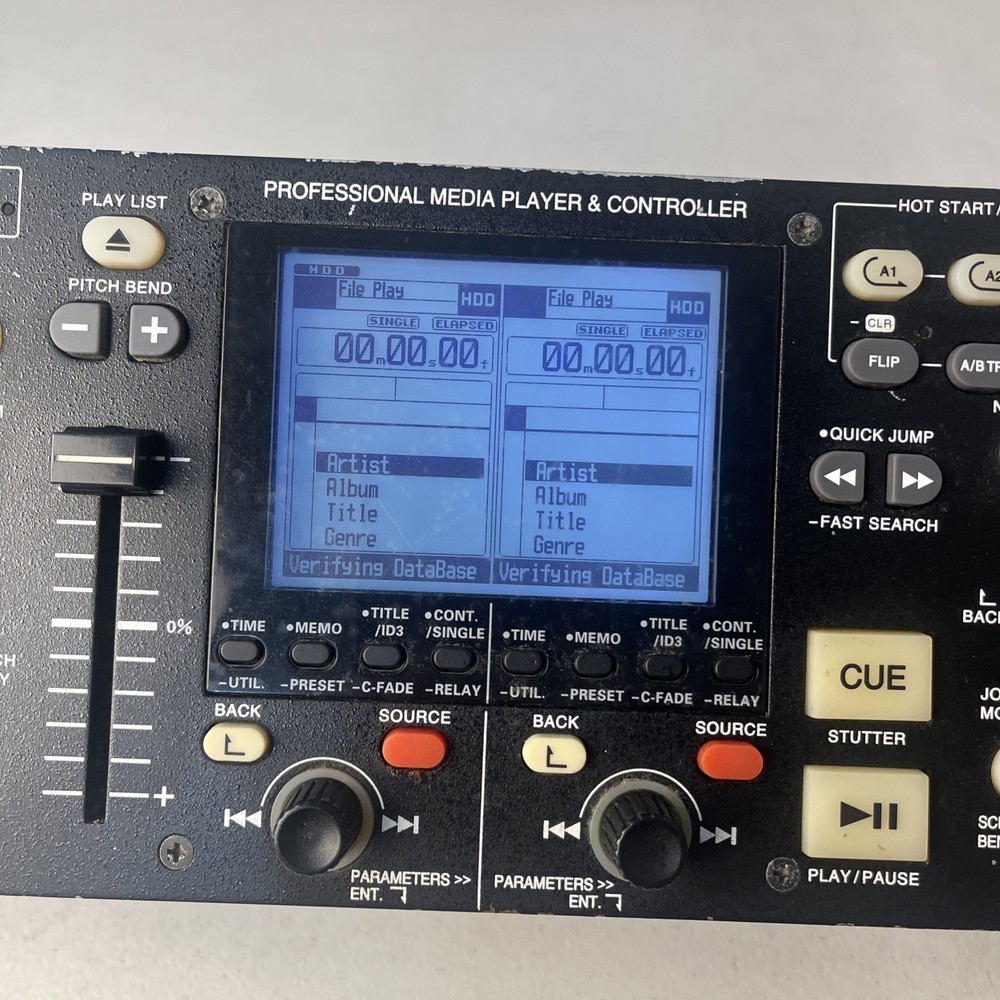 PROFESSIONAL MEDIA PLAYER & CONTROLLER
PLAY LIST
PITCH BEND
− +
0%
+
HDD
File Play HDD
SINGLE ELAPSED
00m00s00f
Artist
Album
Title
Genre
Verifying DataBase
File Play HDD
SINGLE ELAPSED
00m00s00f
Artist
Album
Title
Genre
Verifying DataBase
•TIME •MEMO •TITLE /ID3 •CONT. /SINGLE
−UTIL. −PRESET −C-FADE −RELAY
•TIME •MEMO •TITLE /ID3 •CONT. /SINGLE
−UTIL. −PRESET −C-FADE −RELAY
BACK SOURCE
PARAMETERS >>
ENT.
BACK SOURCE
PARAMETERS >>
ENT.
HOT START/
A1 A2
− CLR
FLIP A/B
•QUICK JUMP
−FAST SEARCH
CUE
STUTTER
PLAY/PAUSE